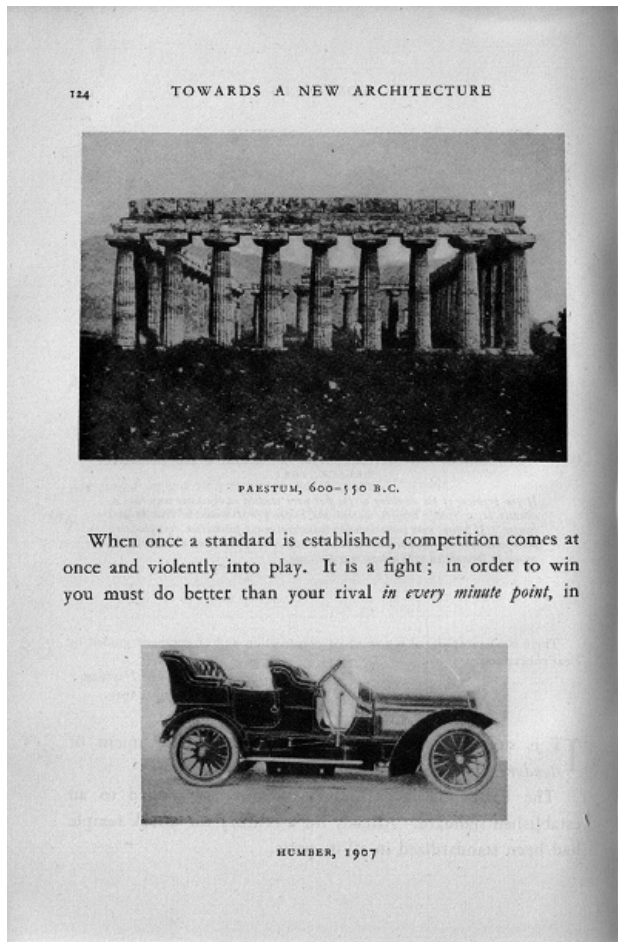 124 TOWARDS A NEW ARCHITECTURE
PAESTUM, 600–550 B.C.
When once a standard is established, competition comes at
once and violently into play. It is a fight ; in order to win
you must do better than your rival in every minute point, in
HUMBER, 1907